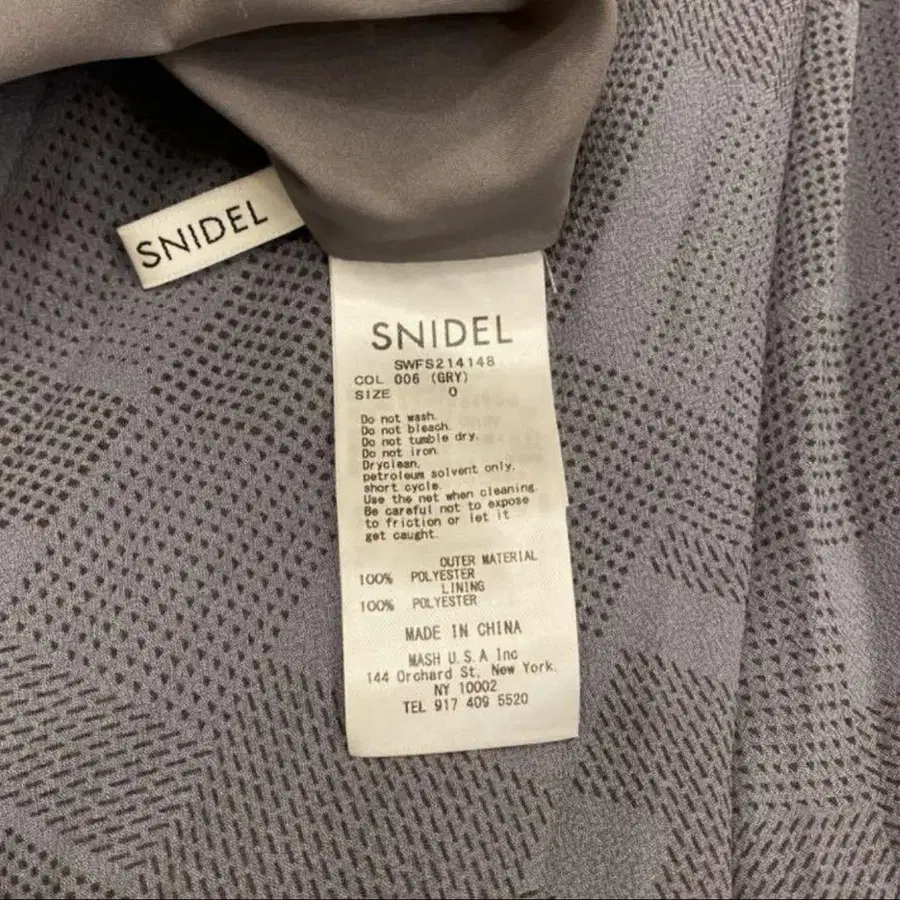 SNIDEL
SNIDEL
SWFS214148
COL 006 (GRY)
SIZE 0
Do not wash.
Do not bleach.
Do not tumble dry.
Do not iron.
Dryclean,
petroleum solvent only,
short cycle.
Use the net when cleaning.
Be careful not to expose
to friction or let it
get caught.
OUTER MATERIAL
100% POLYESTER
LINING
100% POLYESTER
MADE IN CHINA
MASH U.S.A Inc
144 Orchard St, New York,
NY 10002
TEL 917 409 5520